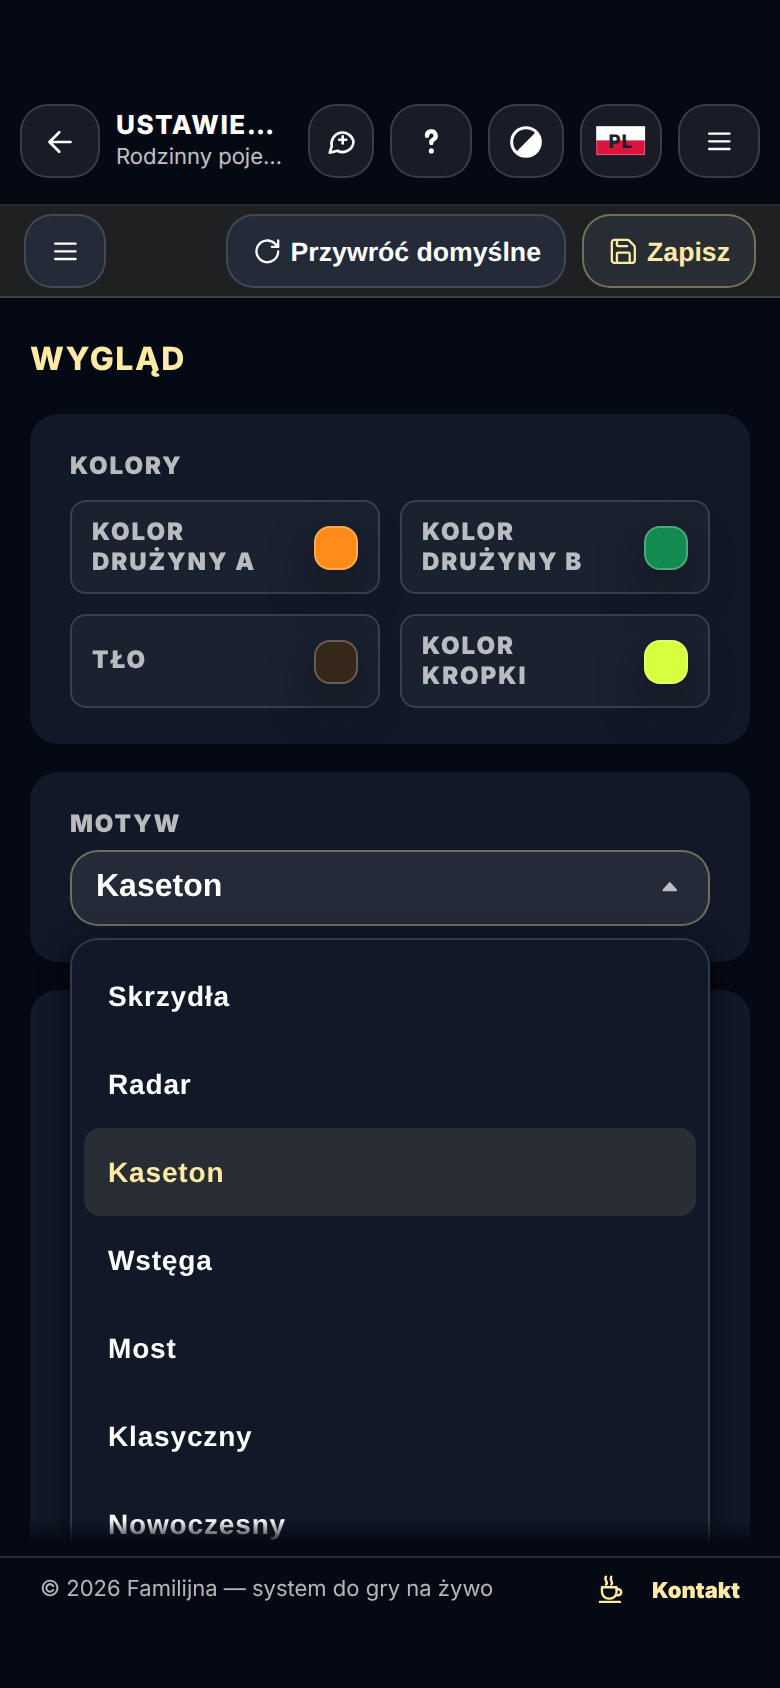 USTAWIE...
Rodzinny poje...
?
PL
Przywróć domyślne
Zapisz
WYGLĄD
KOLORY
KOLOR
DRUŻYNY A
KOLOR
DRUŻYNY B
TŁO
KOLOR
KROPKI
MOTYW
Kaseton
Skrzydła
Radar
Kaseton
Wstęga
Most
Klasyczny
Nowoczesny
© 2026 Familijna — system do gry na żywo
Kontakt